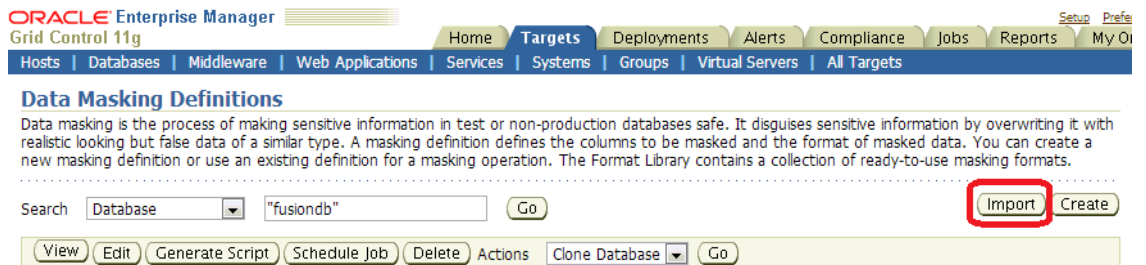 ORACLE Enterprise Manager
Setup
Grid Control 11g
Home Targets Deployments Alerts Compliance Jobs Reports
Hosts | Databases | Middleware | Web Applications | Services | Systems | Groups | Virtual Servers | All Targets
Data Masking Definitions
Data masking is the process of making sensitive information in test or non-production databases safe. It disguises sensitive information by overwriting it with
realistic looking but false data of a similar type. A masking definition defines the columns to be masked and the format of masked data. You can create a
new masking definition or use an existing definition for a masking operation. The Format Library contains a collection of ready-to-use masking formats.
Search Database "fusiondb" Go Import Create
View Edit Generate Script Schedule Job Delete Actions Clone Database Go